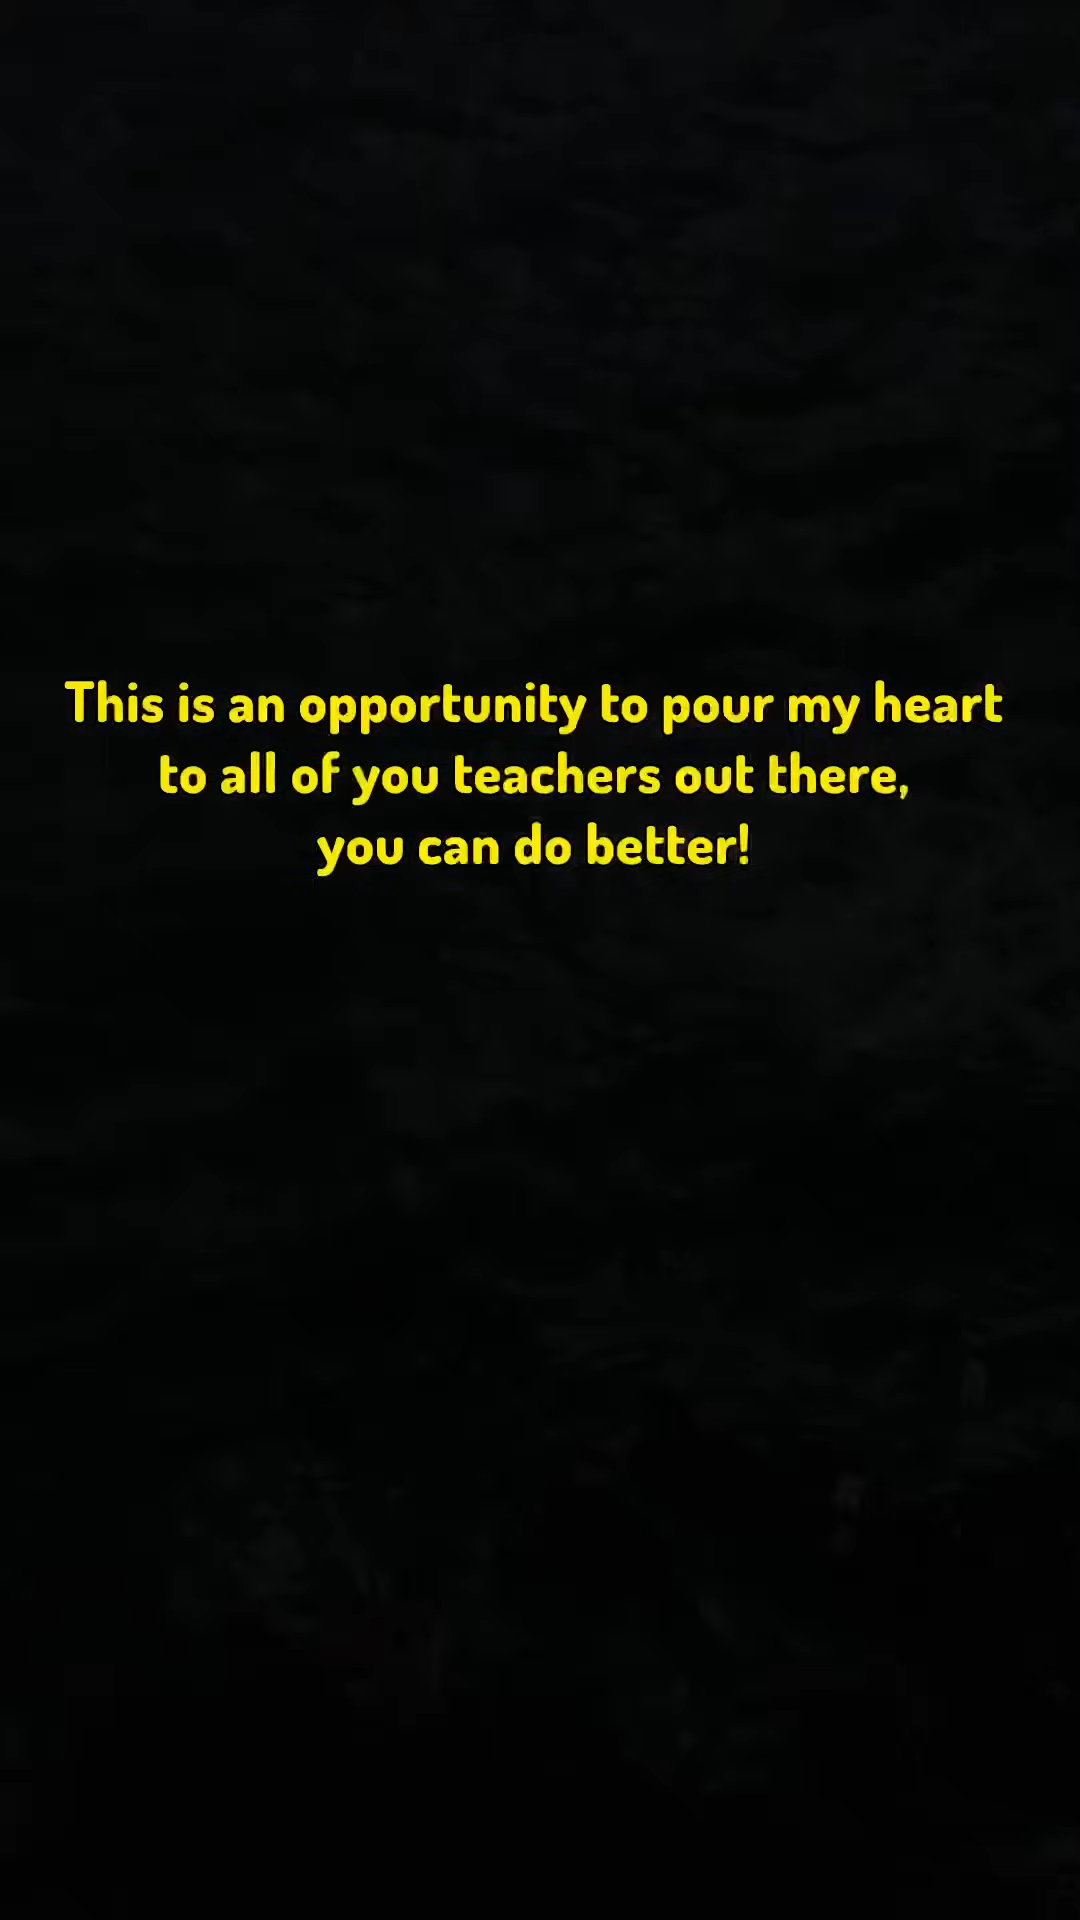 This is an opportunity to pour my heart
to all of you teachers out there,
you can do better!